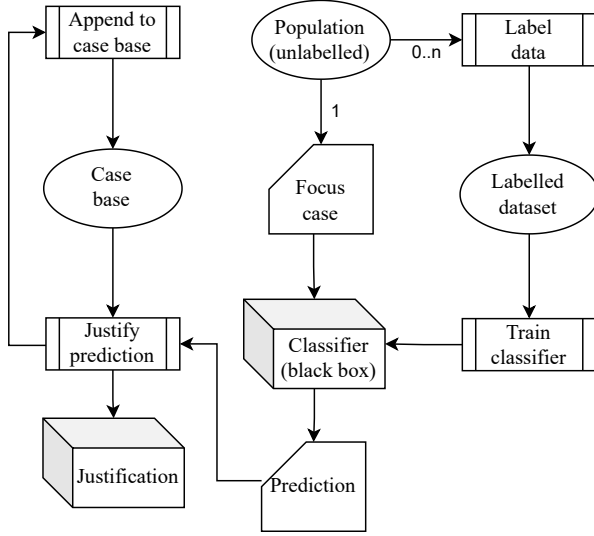 Append to
case base
Population
(unlabelled)
0..n
Label
data
1
Case
base
Focus
case
Labelled
dataset
Justify
prediction
Classifier
(black box)
Train
classifier
Justification
Prediction